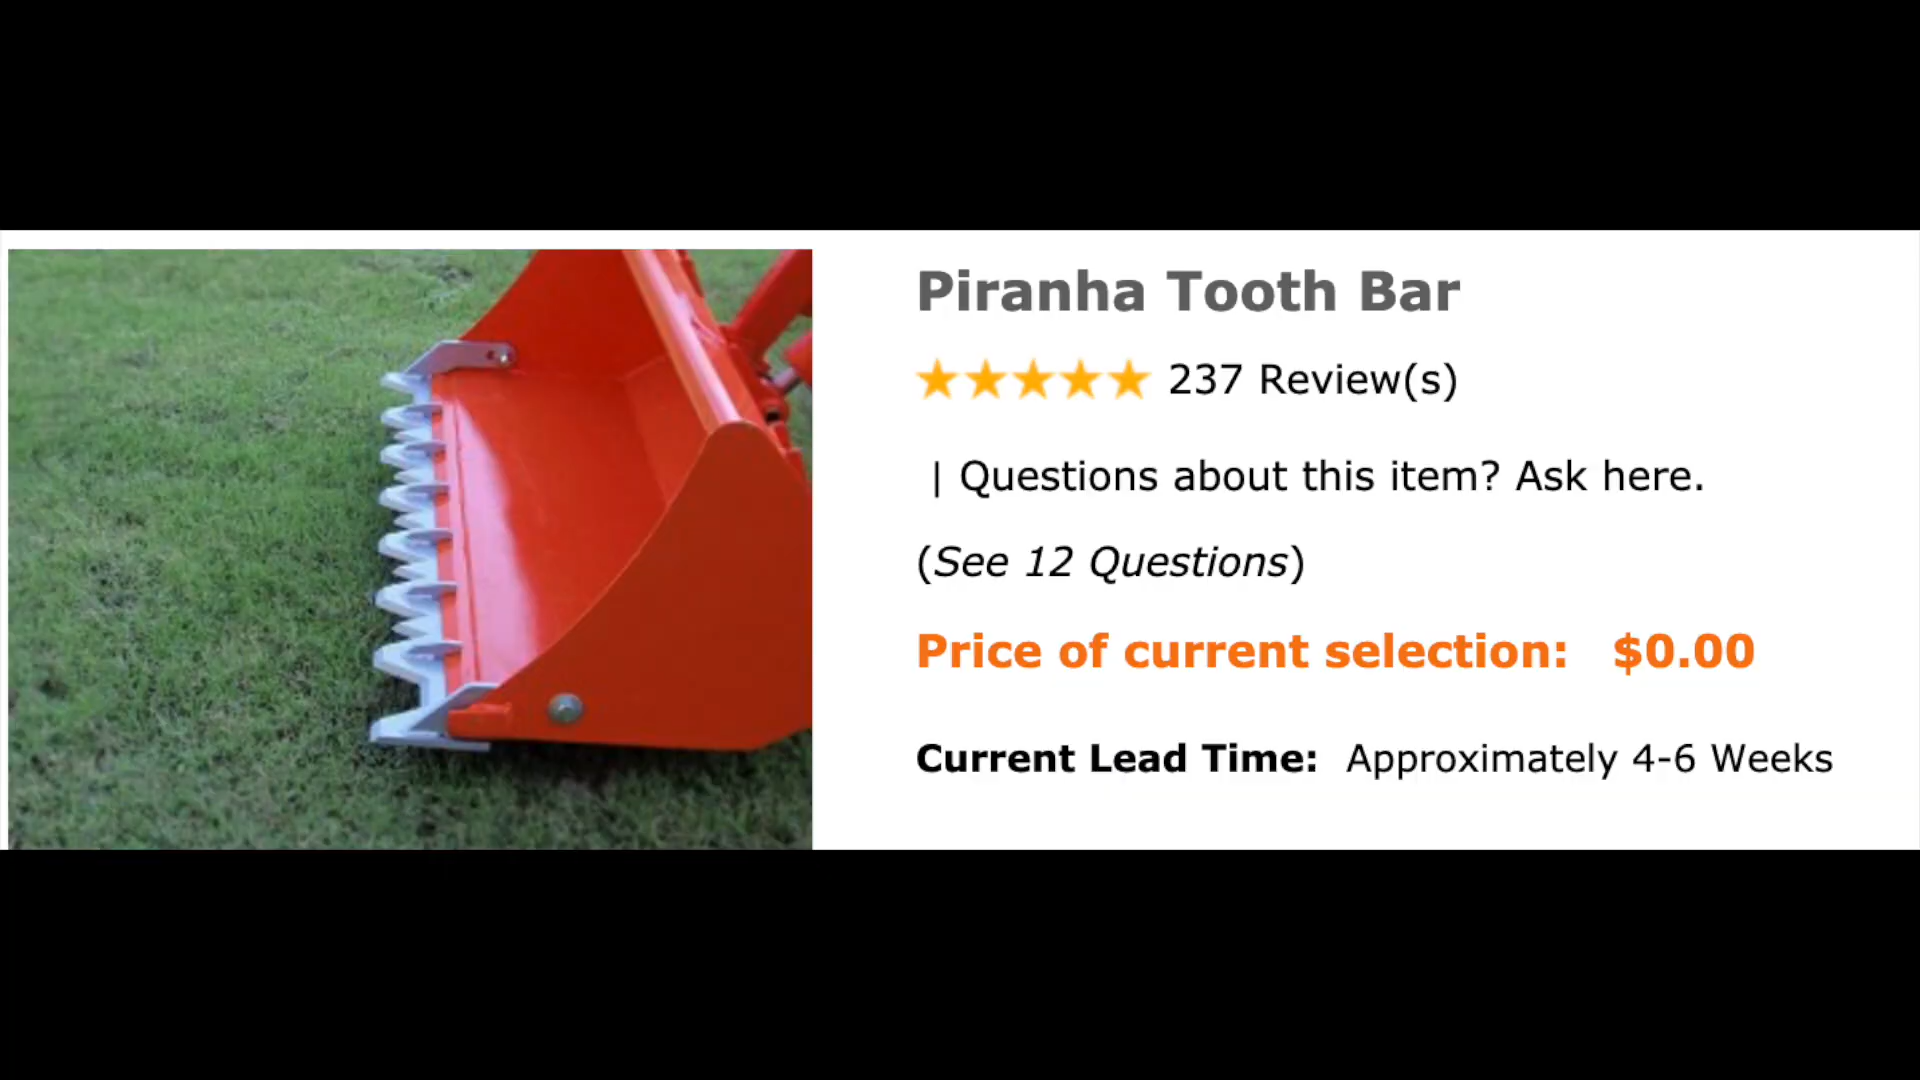 Piranha Tooth Bar
237 Review(s)
| Questions about this item? Ask here.
(See 12 Questions)
Price of current selection: $0.00
Current Lead Time: Approximately 4-6 Weeks